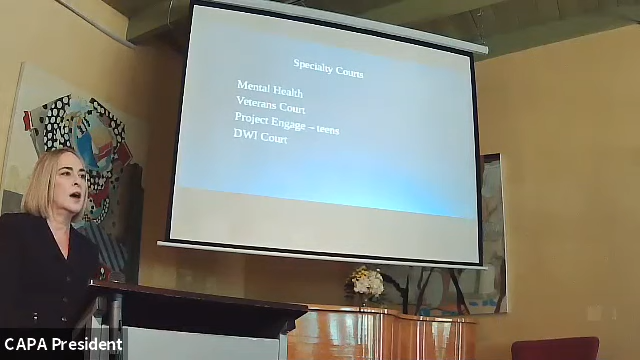 Specialty Courts
Mental Health
Veterans Court
Project Engage – teens
DWI Court
CAPA President